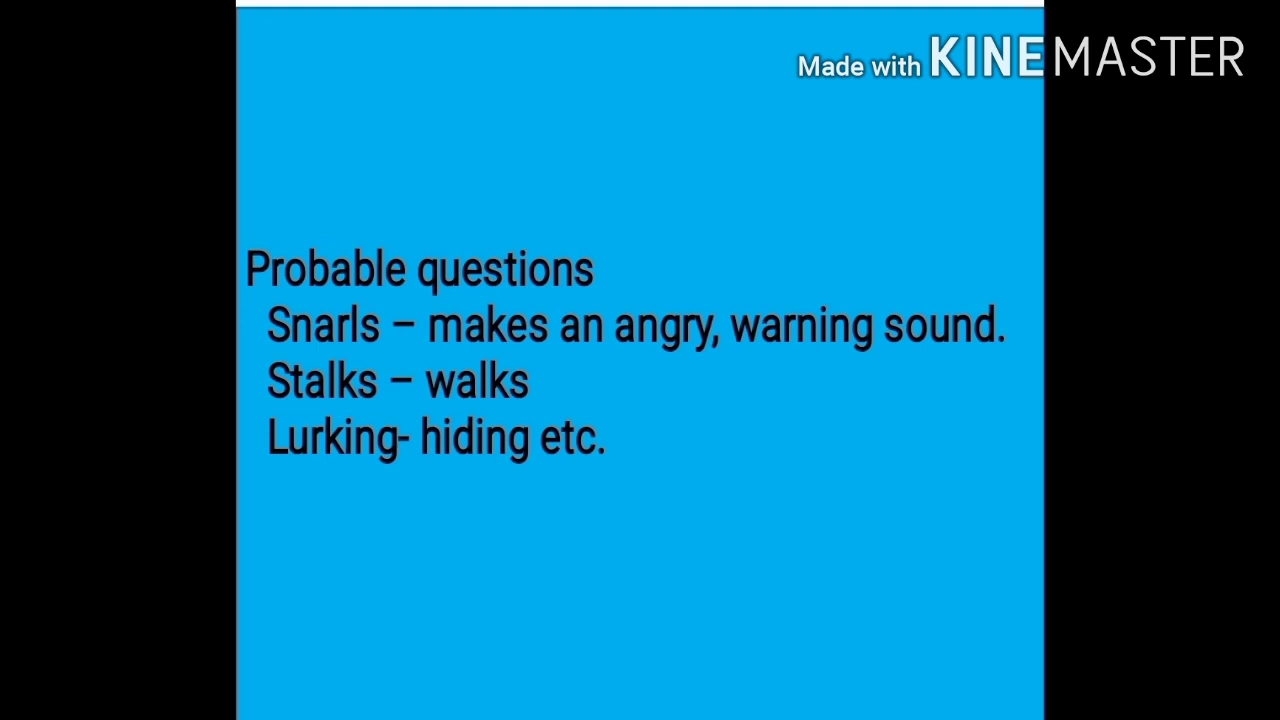 Made with KINEMASTER
Probable questions
Snarls – makes an angry, warning sound.
Stalks – walks
Lurking- hiding etc.